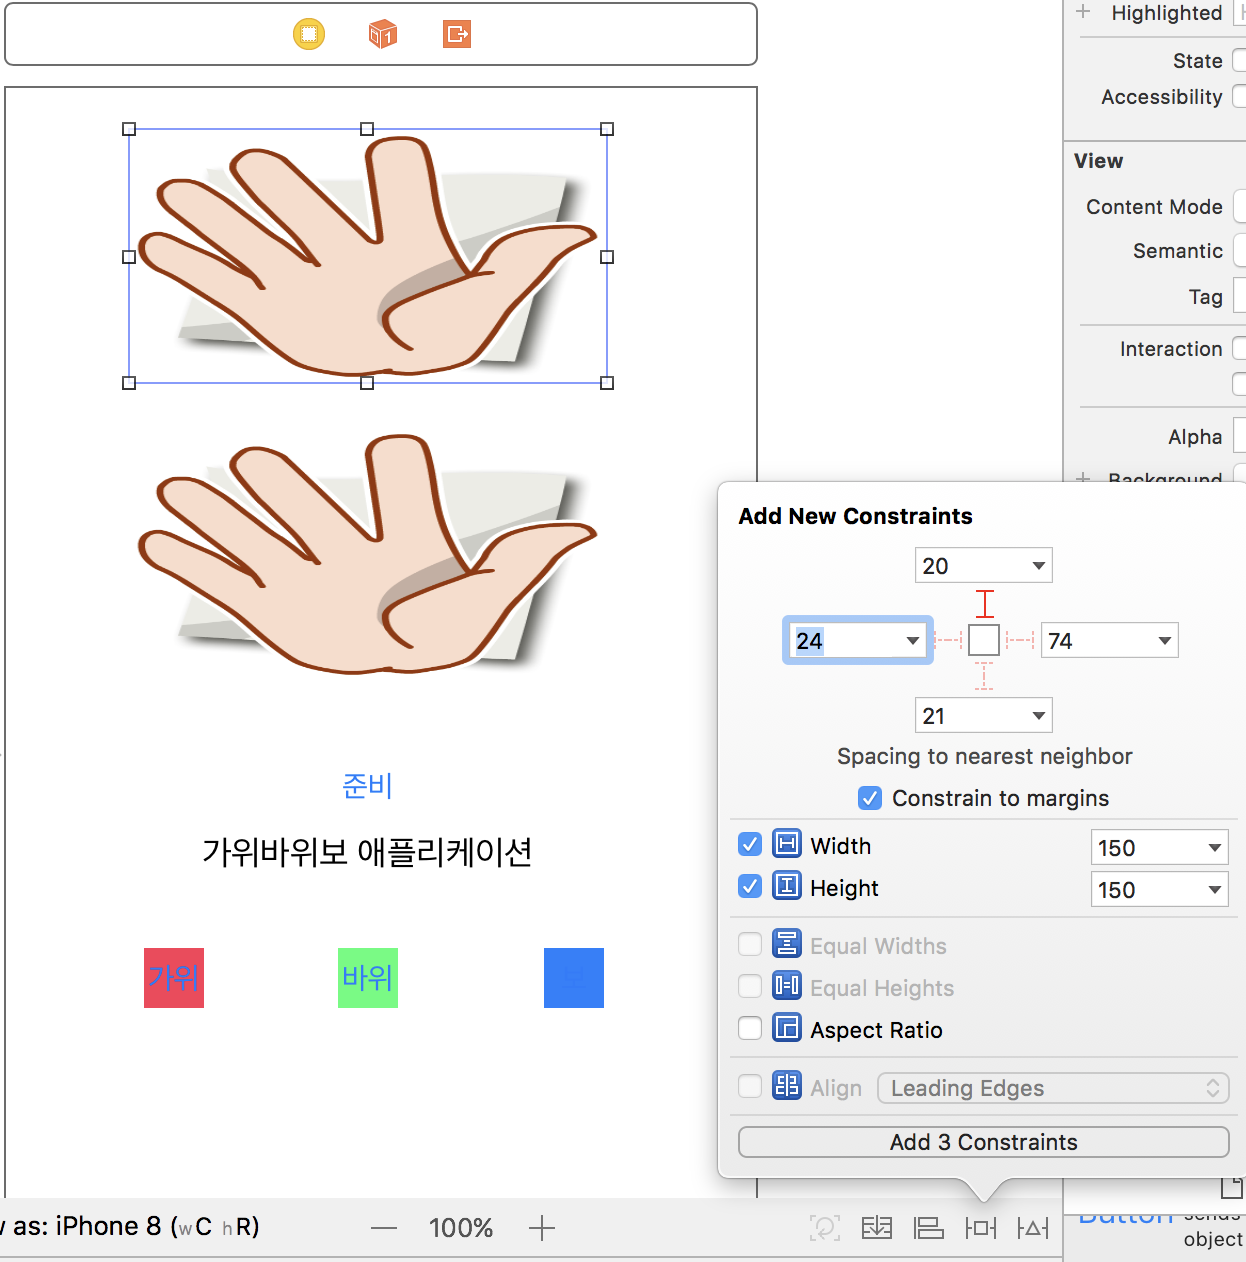 Highlighted
State
Accessibility
View
Content Mode
Semantic
Tag
Interaction
Alpha
Background
Add New Constraints
20
24
74
21
Spacing to nearest neighbor
Constrain to margins
Width 150
Height 150
Equal Widths
Equal Heights
Aspect Ratio
Align Leading Edges
Add 3 Constraints
준비
가위바위보 애플리케이션
가위 바위
as: iPhone 8 (wC hR)
100%
Button
sends
object